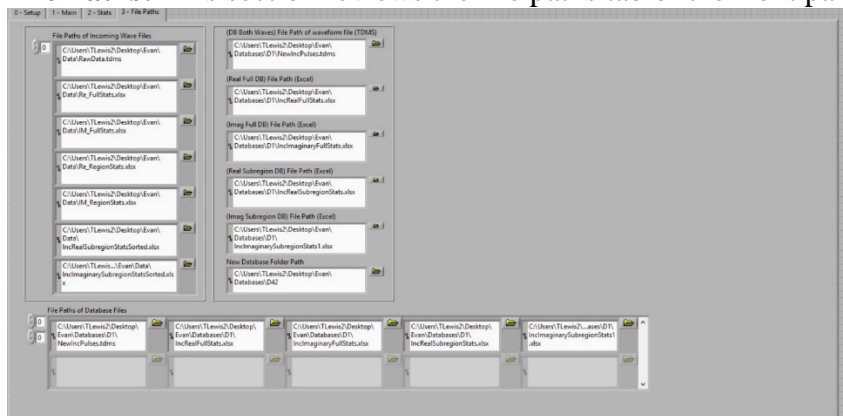 0 - Setup 1 - Main 2 - Stats 3 - File Paths
File Paths of Incoming Wave Files
0
C:\Users\TLewis2\Desktop\Evan\
Data\RawData.tdms
C:\Users\TLewis2\Desktop\Evan\
Data\Re_FullStats.xlsx
C:\Users\TLewis2\Desktop\Evan\
Data\IM_FullStats.xlsx
C:\Users\TLewis2\Desktop\Evan\
Data\Re_RegionStats.xlsx
C:\Users\TLewis2\Desktop\Evan\
Data\IM_RegionStats.xlsx
C:\Users\TLewis2\Desktop\Evan\
Data\
IncRealSubregionStatsSorted.xlsx
C:\Users\TLewis...\Evan\Data\
IncImaginarySubregionStatsSorted.xls
x
(DB Both Waves) File Path of waveform file (TDMS)
C:\Users\TLewis2\Desktop\Evan\
Databases\D1\NewIncPulses.tdms
(Real Full DB) File Path (Excel)
C:\Users\TLewis2\Desktop\Evan\
Databases\D1\IncRealFullStats.xlsx
(Imag Full DB) File Path (Excel)
C:\Users\TLewis2\Desktop\Evan\
Databases\D1\IncImaginaryFullStats.xlsx
(Real Subregion DB) File Path (Excel)
C:\Users\TLewis2\Desktop\Evan\
Databases\D1\IncRealSubregionStats.xlsx
(Imag Subregion DB) File Path (Excel)
C:\Users\TLewis2\Desktop\Evan\
Databases\D1\
IncImaginarySubregionStats1.xlsx
New Database Folder Path
C:\Users\TLewis2\Desktop\Evan\
Databases\D42
File Paths of Database Files
0
0
C:\Users\TLewis2\Desktop\
Evan\Databases\D1\
NewIncPulses.tdms
C:\Users\TLewis2\Desktop\
Evan\Databases\D1\
IncRealFullStats.xlsx
C:\Users\TLewis2\Desktop\
Evan\Databases\D1\
IncImaginaryFullStats.xlsx
C:\Users\TLewis2\Desktop\
Evan\Databases\D1\
IncRealSubregionStats.xlsx
C:\Users\TLewis2\...ases\D1\
IncImaginarySubregionStats1
.xlsx